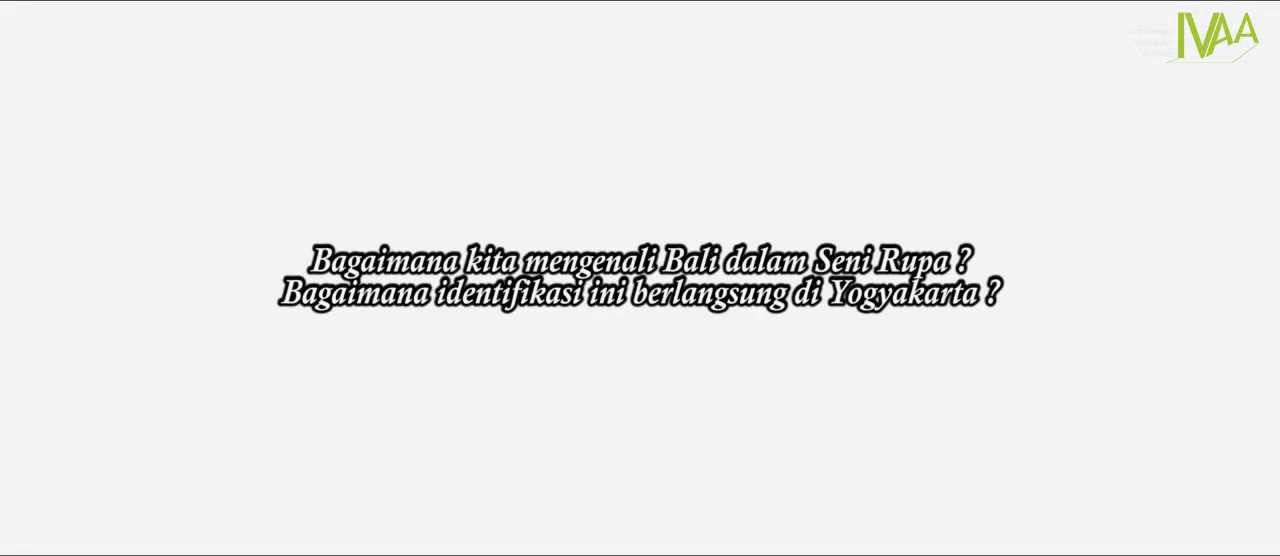 IVAA
Bagaimana kita mengenali Bali dalam Seni Rupa ?
Bagaimana identifikasi ini berlangsung di Yogyakarta ?